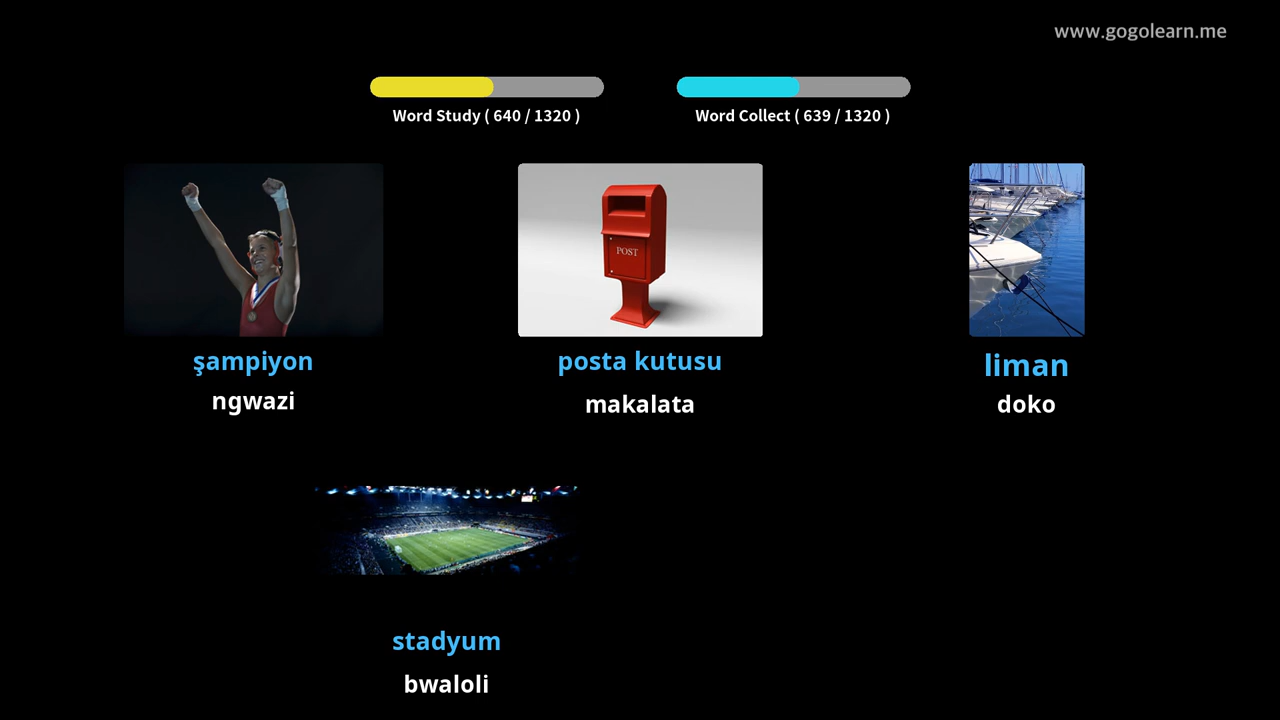 www.gogolearn.me
Word Study ( 640 / 1320 )
Word Collect ( 639 / 1320 )
POST
şampiyon
ngwazi
posta kutusu
makalata
liman
doko
stadyum
bwaloli